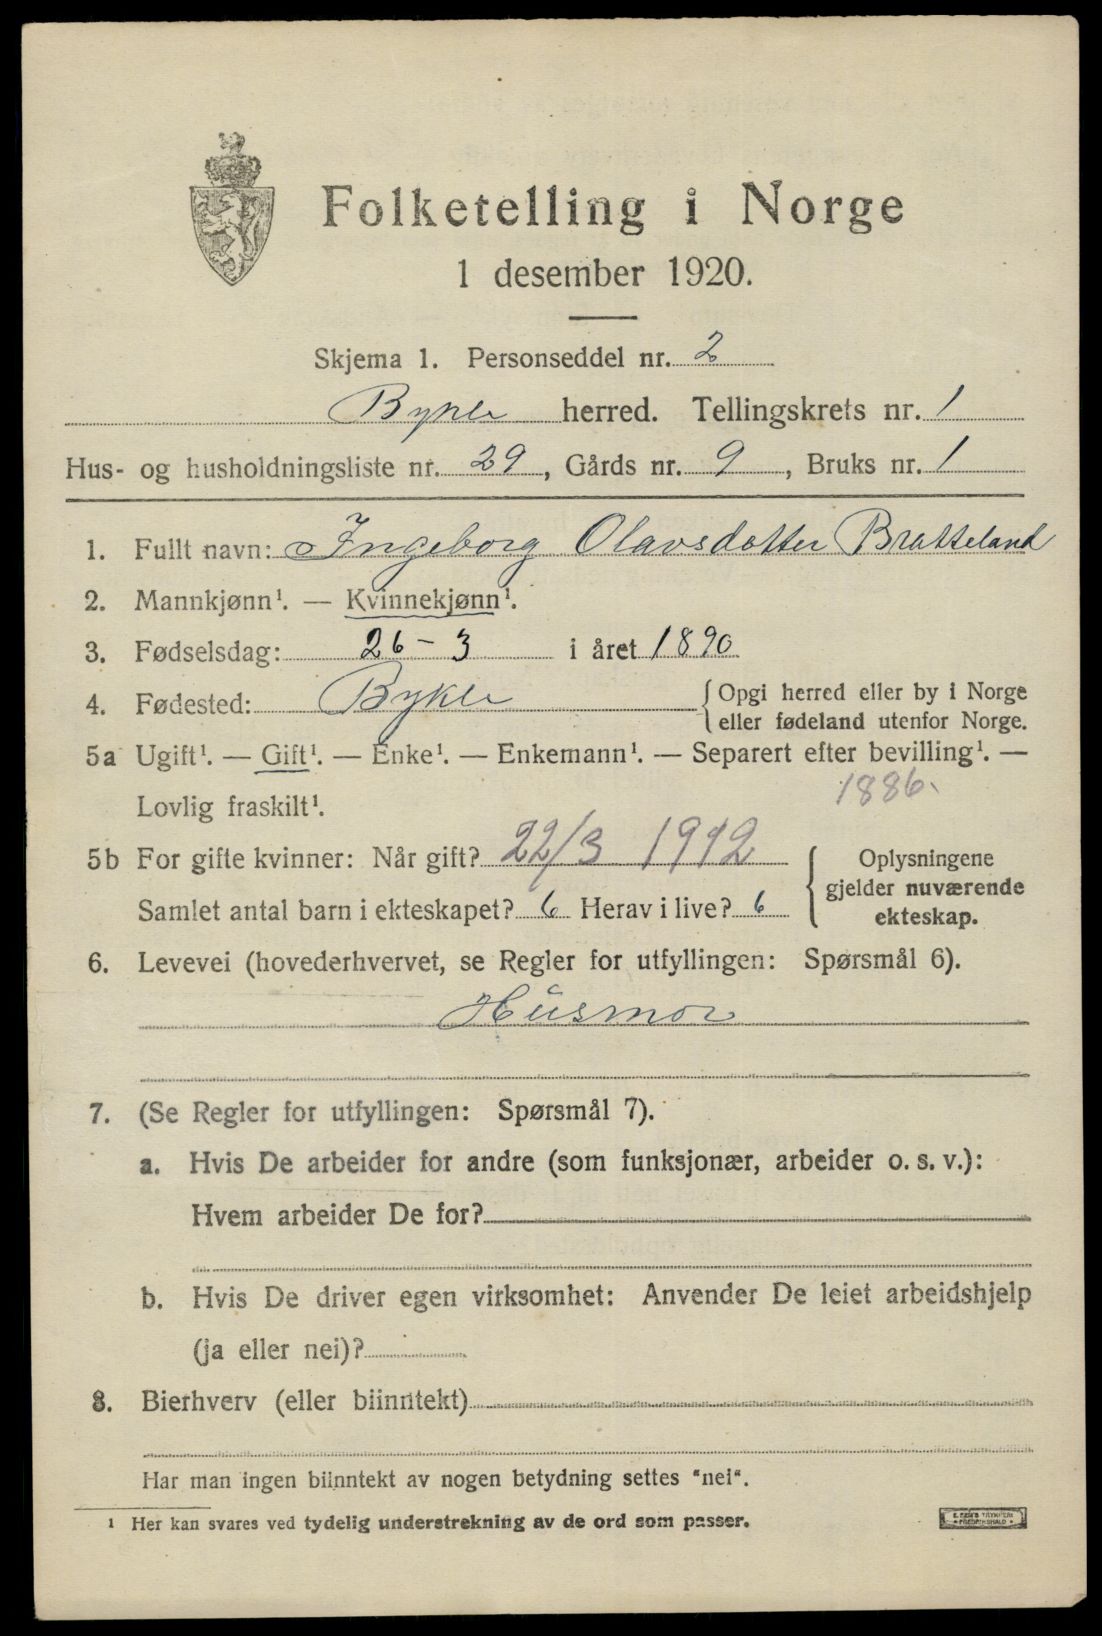 Folketelling i Norge
1 desember 1920.
Skjema 1. Personseddel nr. 2
Bykle herred. Tellingskrets nr. 1
Hus- og husholdningsliste nr. 29, Gårds nr. 9, Bruks nr. 1
1. Fullt navn: Ingeborg Olavsdotter Bratteland
2. Mannkjønn¹. — Kvinnekjønn¹.
3. Fødselsdag: 26-3 i året 1890
4. Fødested: Bykle {Opgi herred eller by i Norge
eller fødeland utenfor Norge.
5a Ugift¹. — Gift¹. — Enke¹. — Enkemann¹. — Separert efter bevilling¹. —
Lovlig fraskilt¹. 1886.
5b For gifte kvinner: Når gift? 22/3 1912
Samlet antal barn i ekteskapet? 6 Herav i live? 6
{Oplysningene
gjelder nuværende
ekteskap.
6. Levevei (hovederhvervet, se Regler for utfyllingen: Spørsmål 6).
Húsmor
7. (Se Regler for utfyllingen: Spørsmål 7).
a. Hvis De arbeider for andre (som funksjonær, arbeider o. s. v.):
Hvem arbeider De for?
b. Hvis De driver egen virksomhet: Anvender De leiet arbeidshjelp
(ja eller nei)?
8. Bierhverv (eller biinntekt)
Har man ingen biinntekt av nogen betydning settes "nei".
¹ Her kan svares ved tydelig understrekning av de ord som passer.
FREDRIKSHALD